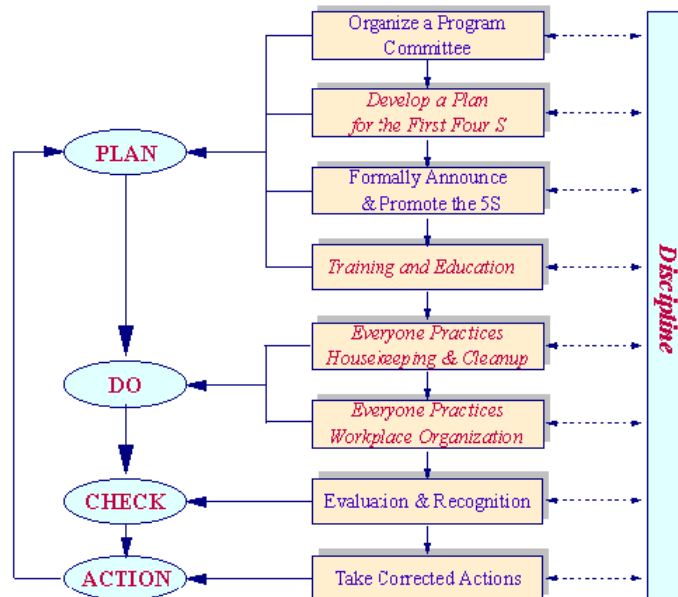 Organize a Program
Committee
Develop a Plan
for the First Four S
PLAN
Formally Announce
& Promote the 5S
Training and Education
Discipline
Everyone Practices
Housekeeping & Cleanup
DO
Everyone Practices
Workplace Organization
CHECK
Evaluation & Recognition
ACTION
Take Corrected Actions